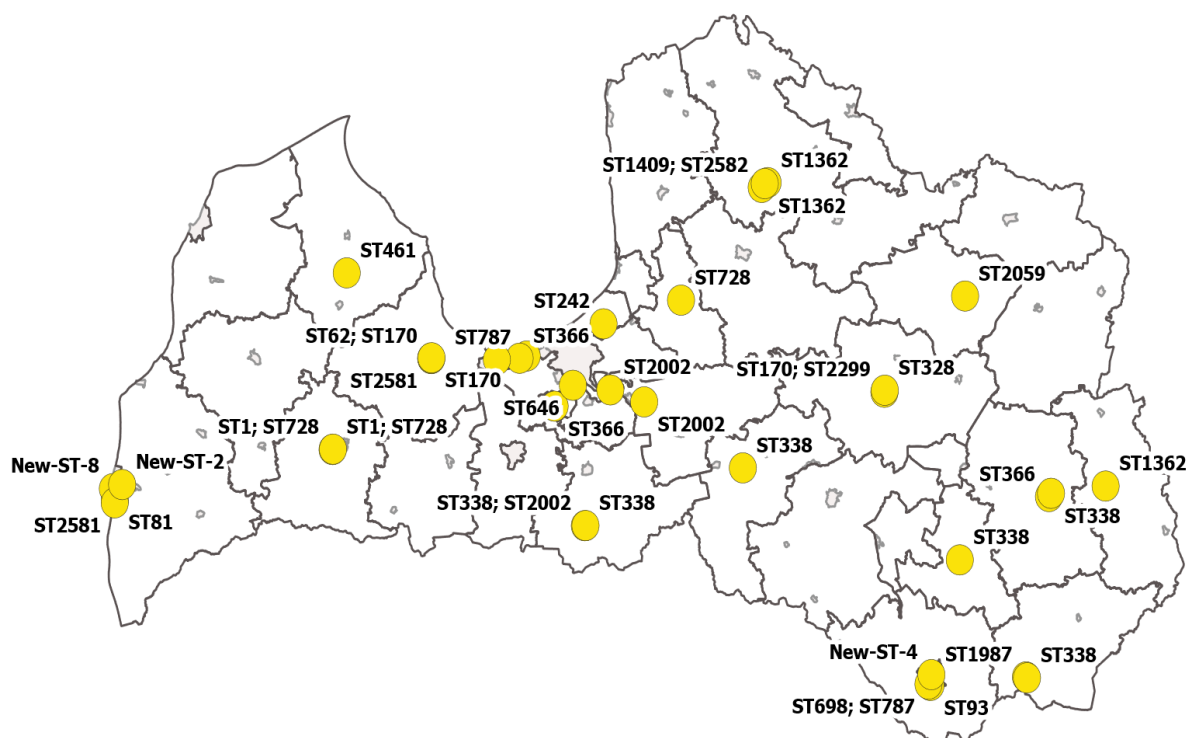 ST1409; ST2582
ST1362
ST1362
ST461
ST728
ST2059
ST242
ST62; ST170
ST787
ST366
ST2581
ST170
ST2002
ST170; ST2299
ST328
ST646
ST366
ST2002
ST1; ST728
ST1; ST728
ST338
New-ST-8
New-ST-2
ST2581
ST81
ST338; ST2002
ST338
ST366
ST1362
ST338
ST338
New-ST-4
ST1987
ST338
ST698; ST787
ST93